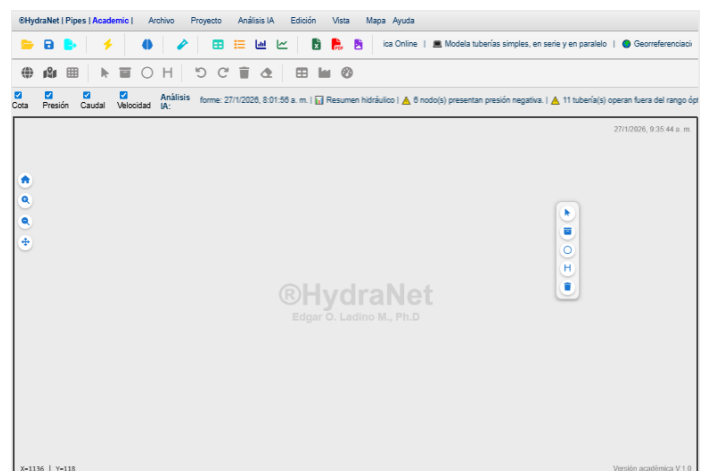 ®HydraNet | Pipes | Academic | Archivo Proyecto Análisis IA Edición Vista Mapa Ayuda
ica Online | Modela tuberías simples, en serie y en paralelo | Georreferenciaci
Cota Presión Caudal Velocidad Análisis IA: forme: 27/1/2026, 8:01:56 a. m. | Resumen hidráulico | 6 nodo(s) presentan presión negativa. | 11 tubería(s) operan fuera del rango ópt
27/1/2026, 9:35:44 a. m.
H
®HydraNet
Edgar O. Ladino M., Ph.D
X=1136 | Y=118
Versión académica V.1.0